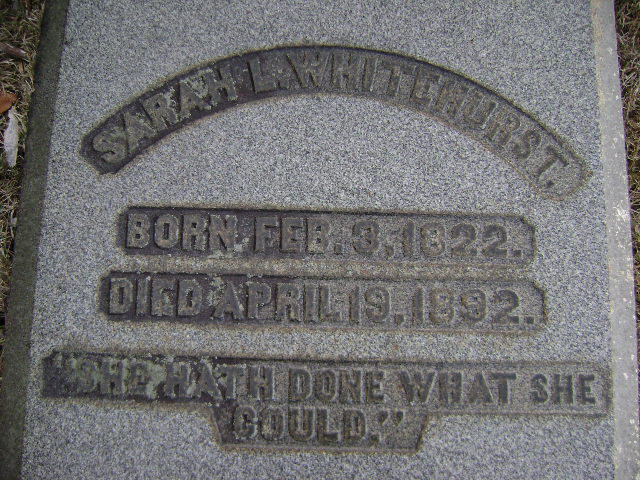 SARAH L. WHITEHURST.
BORN FEB. 3, 1822.
DIED APRIL 19, 1892.
"SHE HATH DONE WHAT SHE
COULD."